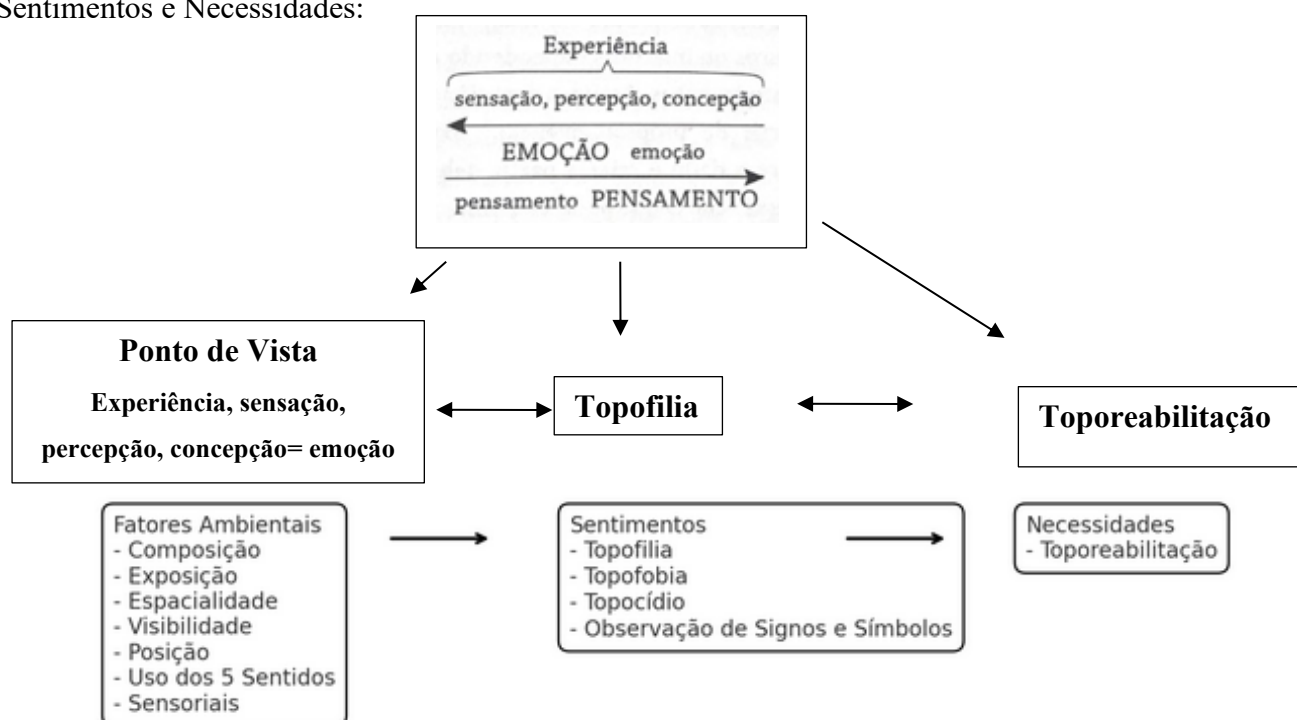 Sentimentos e Necessidades:
Experiência
sensação, percepção, concepção
EMOÇÃO emoção
pensamento PENSAMENTO
Ponto de Vista
Experiência, sensação,
percepção, concepção= emoção
Topofilia
Toporeabilitação
Fatores Ambientais
- Composição
- Exposição
- Espacialidade
- Visibilidade
- Posição
- Uso dos 5 Sentidos
- Sensoriais
Sentimentos
- Topofilia
- Topofobia
- Topocídio
- Observação de Signos e Símbolos
Necessidades
- Toporeabilitação